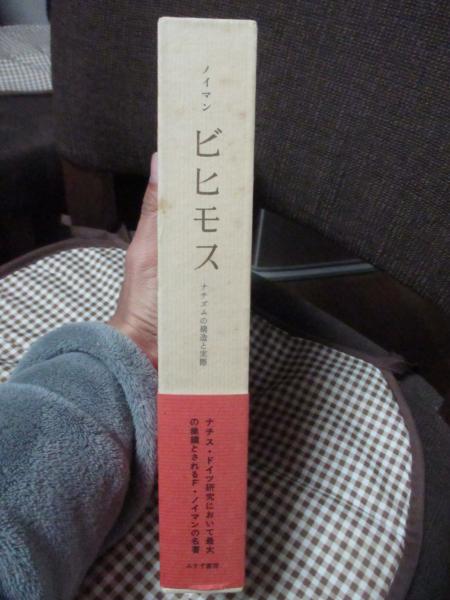 ノイマン
ビヒモス
ナチズムの構造と実際
ナチス・ドイツ研究において最大
の業績とされるF・ノイマンの名著
みすず書房